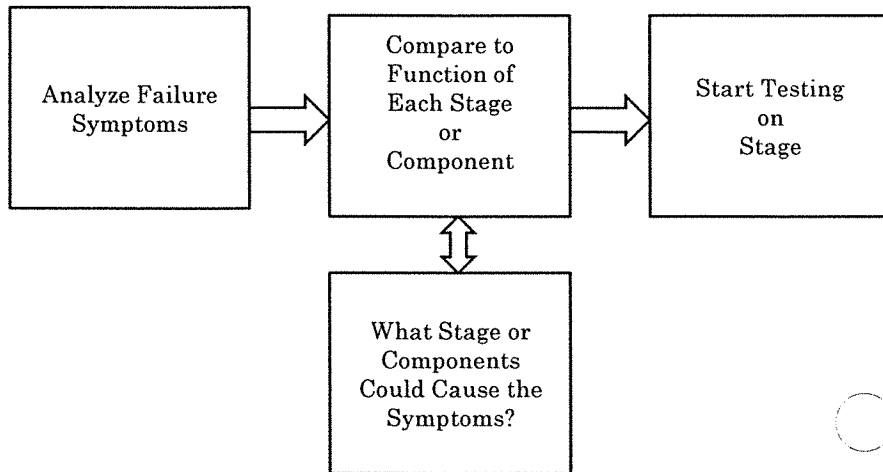 Analyze Failure
Symptoms
Compare to
Function of
Each Stage
or
Component
Start Testing
on
Stage
What Stage or
Components
Could Cause the
Symptoms?